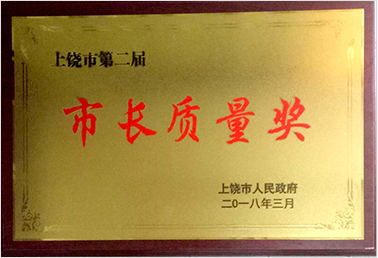 上饶市第二届
市长质量奖
上饶市人民政府
二0一八年三月